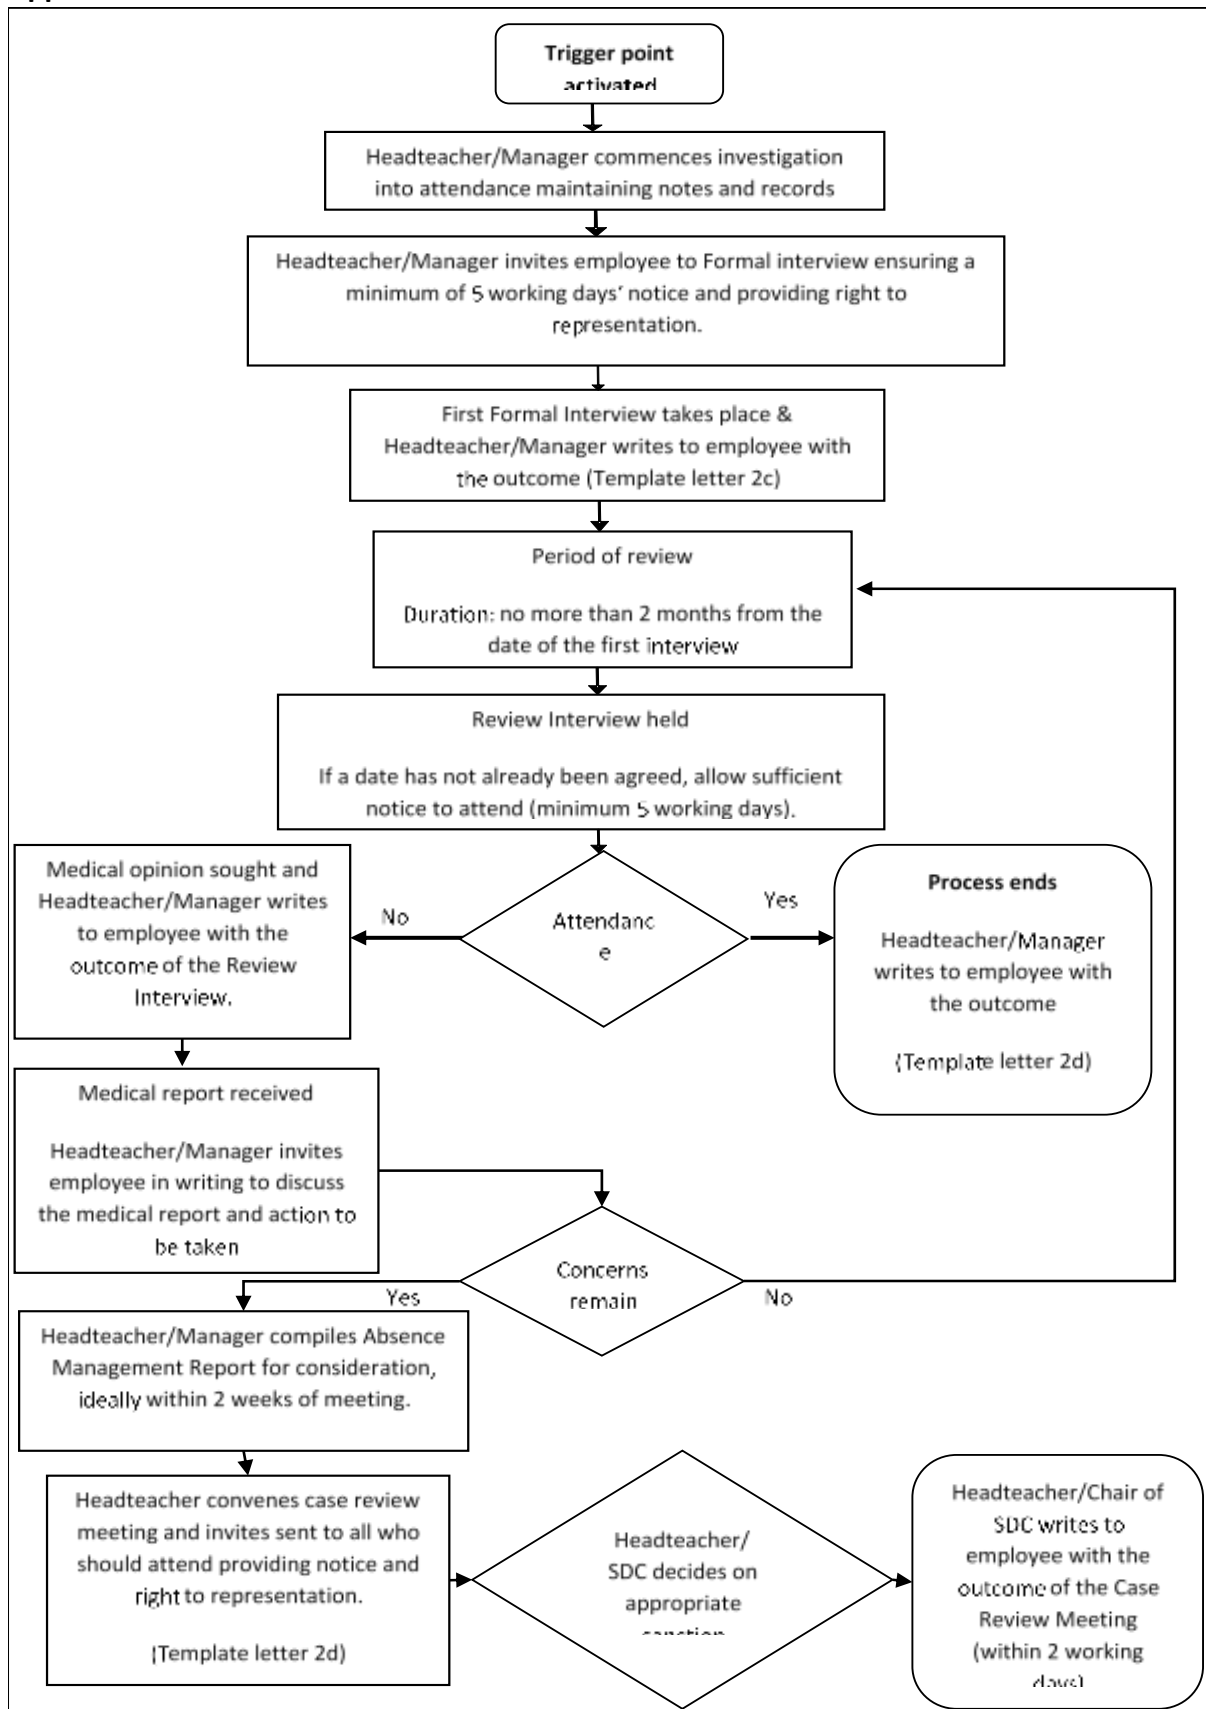 Trigger point
activated
Headteacher/Manager commences investigation
into attendance maintaining notes and records
Headteacher/Manager invites employee to Formal interview ensuring a
minimum of 5 working days' notice and providing right to
representation.
First Formal Interview takes place &
Headteacher/Manager writes to employee with
the outcome (Template letter 2c)
Period of review
Duration: no more than 2 months from the
date of the first interview
Review Interview held
If a date has not already been agreed, allow sufficient
notice to attend (minimum 5 working days).
Attendanc
e
No
Yes
Medical opinion sought and
Headteacher/Manager writes
to employee with the
outcome of the Review
Interview.
Process ends
Headteacher/Manager
writes to employee with
the outcome
(Template letter 2d)
Medical report received
Headteacher/Manager invites
employee in writing to discuss
the medical report and action to
be taken
Concerns
remain
Yes
No
Headteacher/Manager compiles Absence
Management Report for consideration,
ideally within 2 weeks of meeting.
Headteacher convenes case review
meeting and invites sent to all who
should attend providing notice and
right to representation.
(Template letter 2d)
Headteacher/
SDC decides on
appropriate
sanction
Headteacher/Chair of
SDC writes to
employee with the
outcome of the Case
Review Meeting
(within 2 working
days)